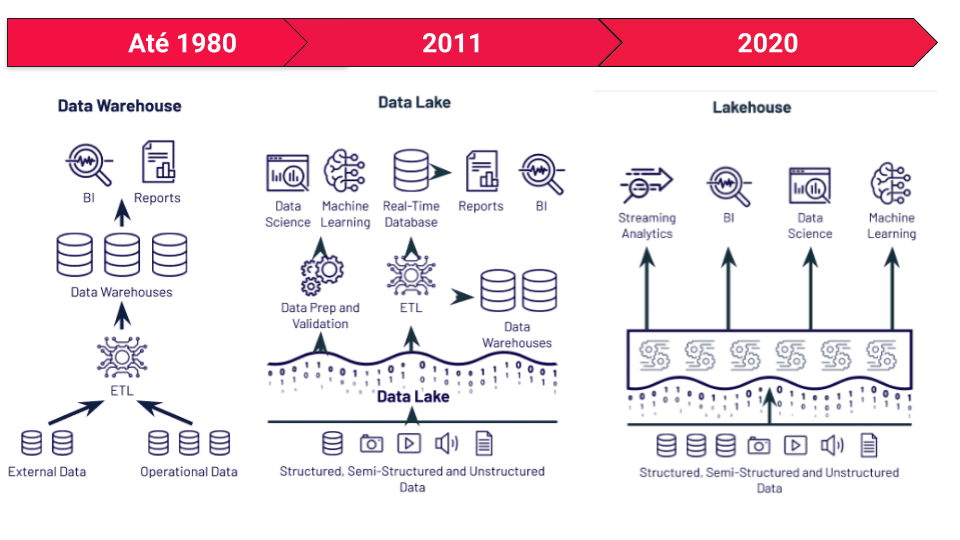 Até 1980
2011
2020
Data Warehouse
BI
Reports
Data Warehouses
ETL
External Data
Operational Data
Data Lake
Data
Science
Machine
Learning
Real-Time
Database
Reports
BI
Data Prep and
Validation
ETL
Data
Warehouses
Data Lake
Structured, Semi-Structured and Unstructured
Data
Lakehouse
Streaming
Analytics
BI
Data
Science
Machine
Learning
Structured, Semi-Structured and Unstructured
Data